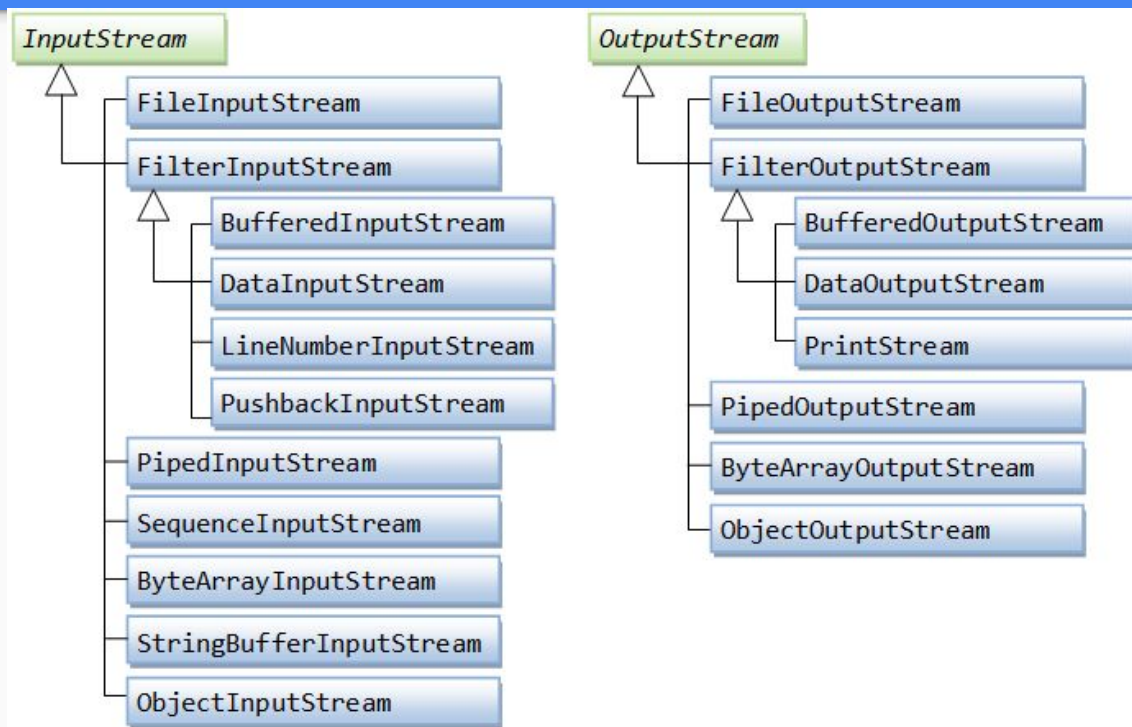 InputStream
FileInputStream
FilterInputStream
BufferedInputStream
DataInputStream
LineNumberInputStream
PushbackInputStream
PipedInputStream
SequenceInputStream
ByteArrayInputStream
StringBufferInputStream
ObjectInputStream
OutputStream
FileOutputStream
FilterOutputStream
BufferedOutputStream
DataOutputStream
PrintStream
PipedOutputStream
ByteArrayOutputStream
ObjectOutputStream